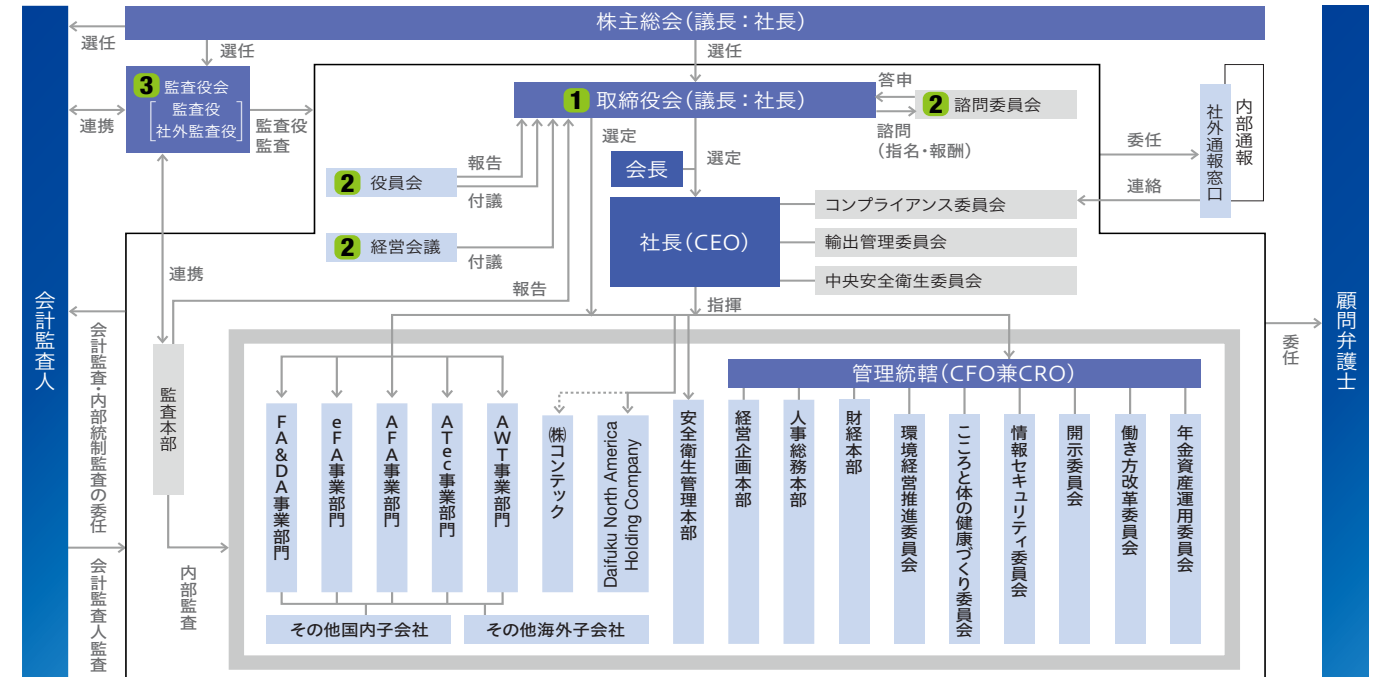 株主総会（議長：社長）
選任
選任
選任
3 監査役会
監査役
社外監査役
連携
監査役
監査
1 取締役会（議長：社長）
答申
2 諮問委員会
諮問
（指名・報酬）
選定
選定
会長
社長（CEO）
2 役員会
報告
付議
2 経営会議
付議
コンプライアンス委員会
輸出管理委員会
中央安全衛生委員会
委任
連絡
社外通報窓口
内部通報
連携
報告
指揮
会計監査人
会計監査・内部統制監査の委任
会計監査人監査
監査本部
内部監査
顧問弁護士
委任
管理統轄（CFO兼CRO）
FA&DA事業部門
eFA事業部門
AFA事業部門
ATec事業部門
AWT事業部門
㈱コンテック
Daifuku North America
Holding Company
安全衛生管理本部
経営企画本部
人事総務本部
財経本部
環境経営推進委員会
こころと体の健康づくり委員会
情報セキュリティ委員会
開示委員会
働き方改革委員会
年金資産運用委員会
その他国内子会社
その他海外子会社